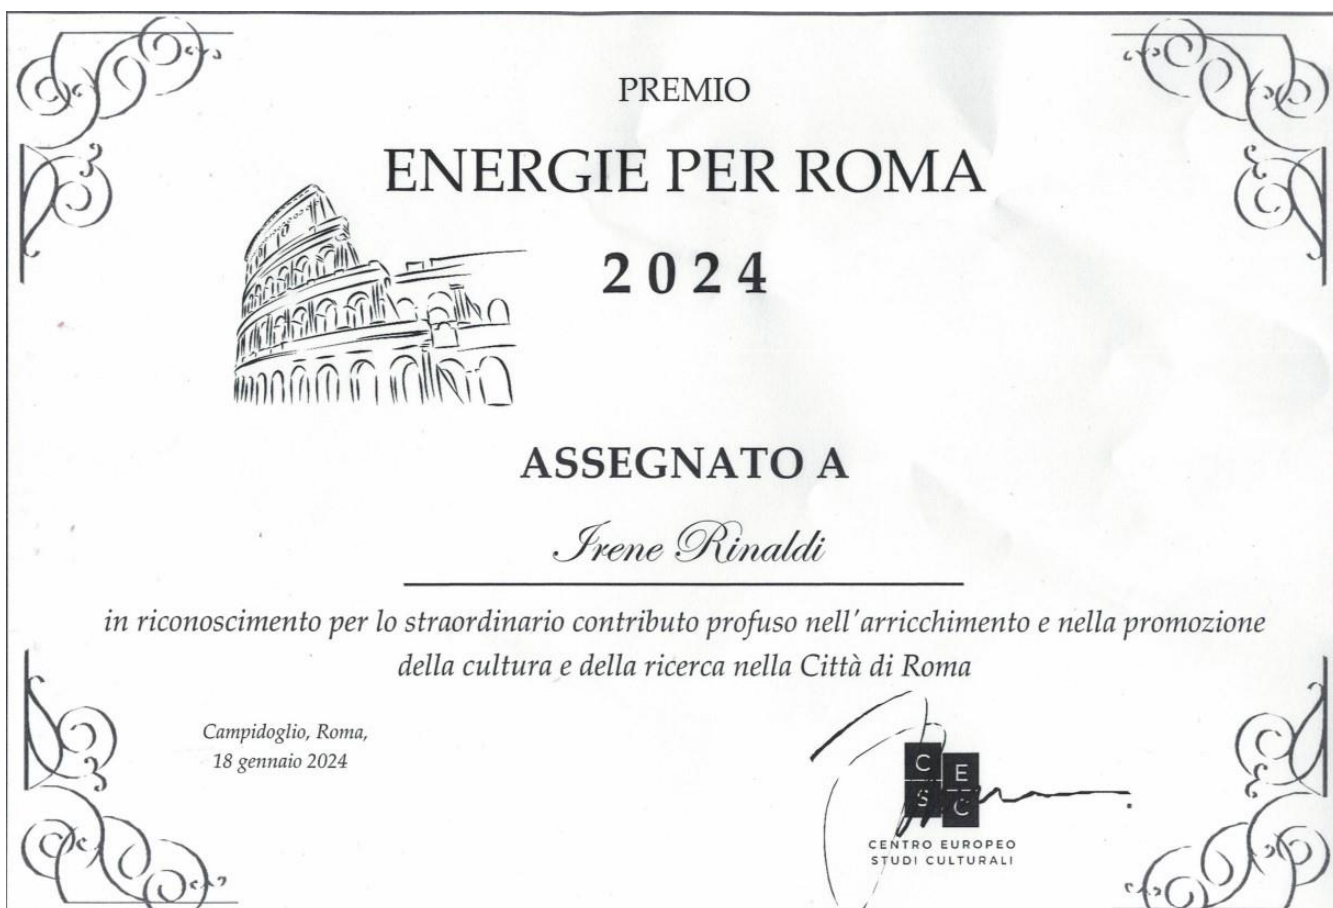 PREMIO
ENERGIE PER ROMA
2024
ASSEGNATO A
Irene Rinaldi
in riconoscimento per lo straordinario contributo profuso nell'arricchimento e nella promozione
della cultura e della ricerca nella Città di Roma
Campidoglio, Roma,
18 gennaio 2024
C E
S C
CENTRO EUROPEO
STUDI CULTURALI